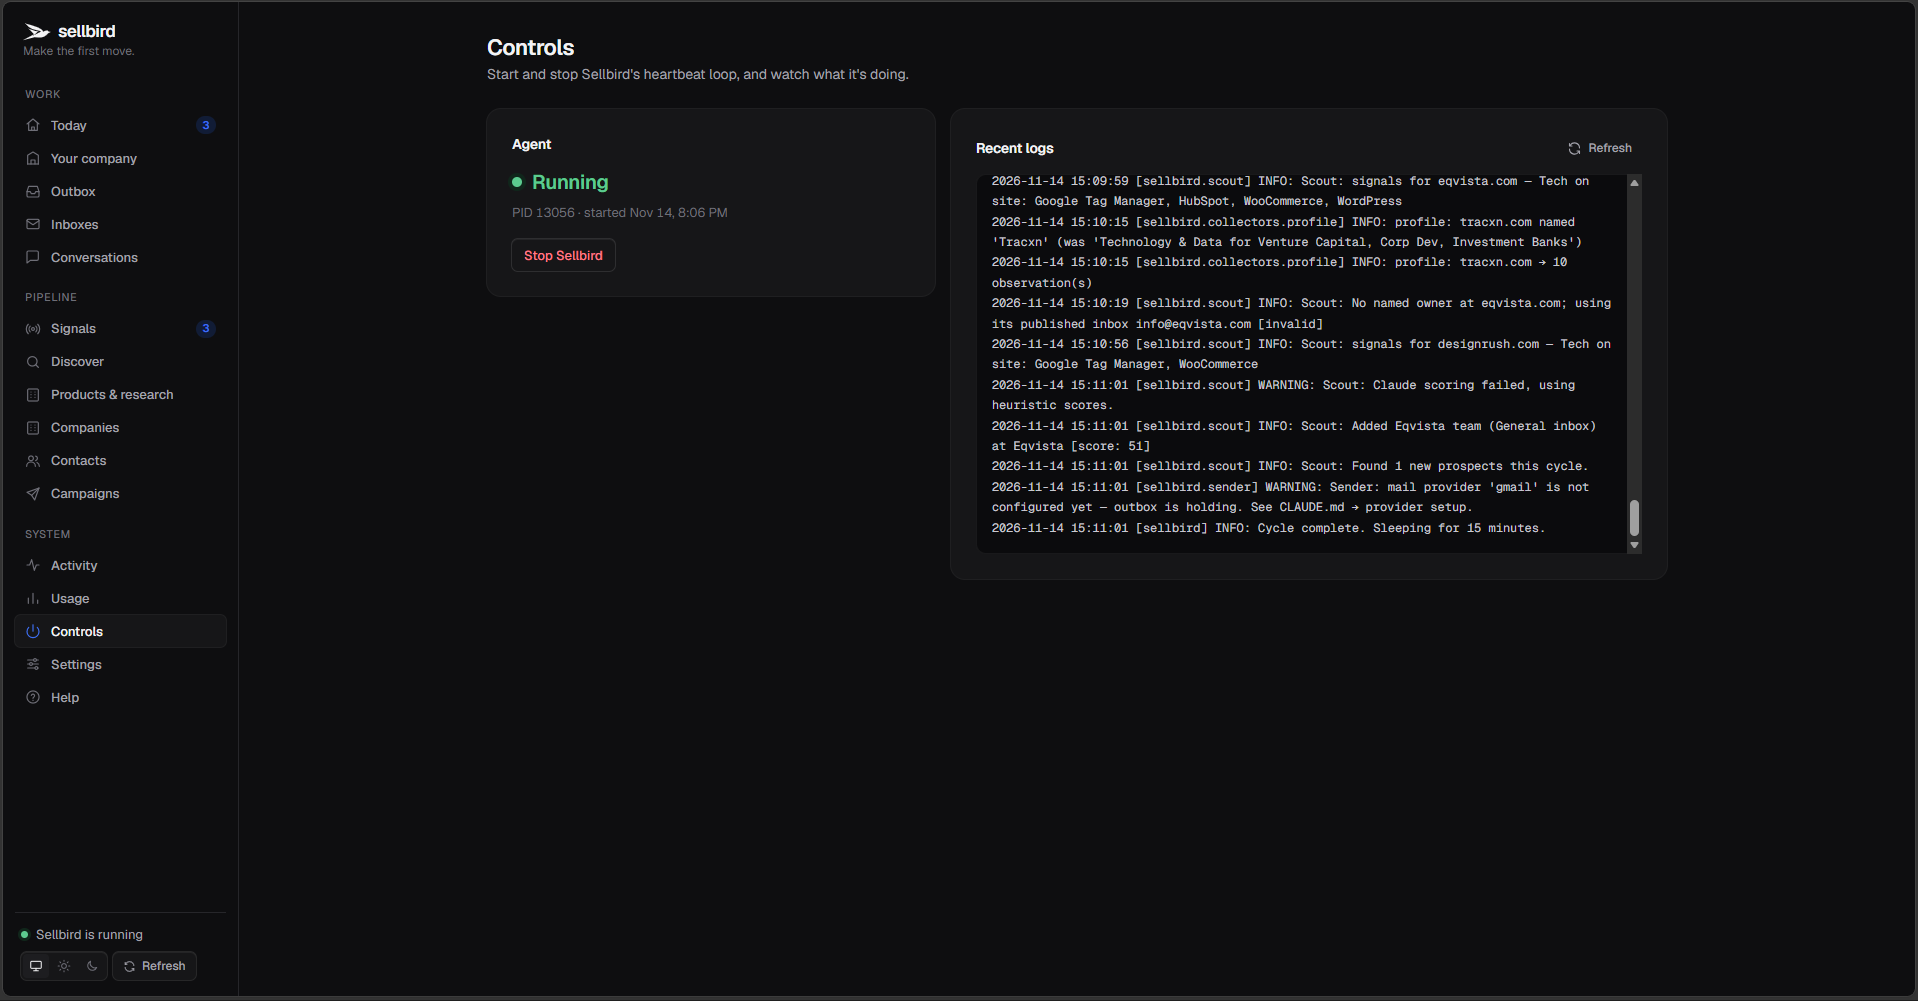 sellbird
Make the first move.
WORK
Today 3
Your company
Outbox
Inboxes
Conversations
PIPELINE
Signals 3
Discover
Products & research
Companies
Contacts
Campaigns
SYSTEM
Activity
Usage
Controls
Settings
Help
Sellbird is running
Refresh
Controls
Start and stop Sellbird's heartbeat loop, and watch what it's doing.
Agent
Running
PID 13056 · started Nov 14, 8:06 PM
Stop Sellbird
Recent logs
Refresh
2026-11-14 15:09:59 [sellbird.scout] INFO: Scout: signals for eqvista.com — Tech on
site: Google Tag Manager, HubSpot, WooCommerce, WordPress
2026-11-14 15:10:15 [sellbird.collectors.profile] INFO: profile: tracxn.com named
'Tracxn' (was 'Technology & Data for Venture Capital, Corp Dev, Investment Banks')
2026-11-14 15:10:15 [sellbird.collectors.profile] INFO: profile: tracxn.com → 10
observation(s)
2026-11-14 15:10:19 [sellbird.scout] INFO: Scout: No named owner at eqvista.com; using
its published inbox info@eqvista.com [invalid]
2026-11-14 15:10:56 [sellbird.scout] INFO: Scout: signals for designrush.com — Tech on
site: Google Tag Manager, WooCommerce
2026-11-14 15:11:01 [sellbird.scout] WARNING: Scout: Claude scoring failed, using
heuristic scores.
2026-11-14 15:11:01 [sellbird.scout] INFO: Scout: Added Eqvista team (General inbox)
at Eqvista [score: 51]
2026-11-14 15:11:01 [sellbird.scout] INFO: Scout: Found 1 new prospects this cycle.
2026-11-14 15:11:01 [sellbird.sender] WARNING: Sender: mail provider 'gmail' is not
configured yet — outbox is holding. See CLAUDE.md → provider setup.
2026-11-14 15:11:01 [sellbird] INFO: Cycle complete. Sleeping for 15 minutes.